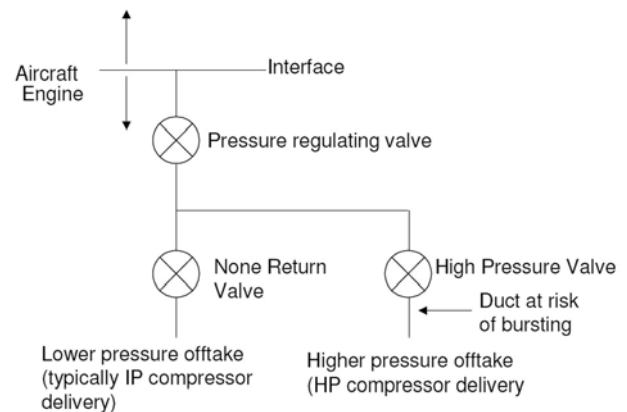 Aircraft
Engine
Interface
Pressure regulating valve
None Return
Valve
High Pressure Valve
Duct at risk
of bursting
Lower pressure offtake
(typically IP compressor
delivery)
Higher pressure offtake
(HP compressor delivery